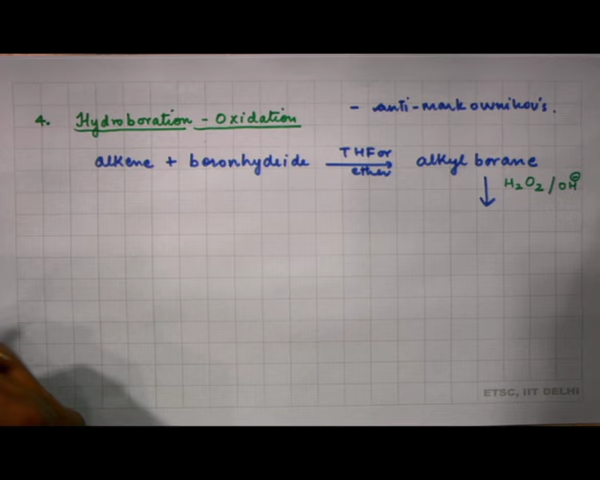 4. Hydroboration - Oxidation - anti-markownikov's.
alkene + boronhydride THF or ether → alkyl borane
↓ H₂O₂ / OH⊖
ETSC, IIT DELHI